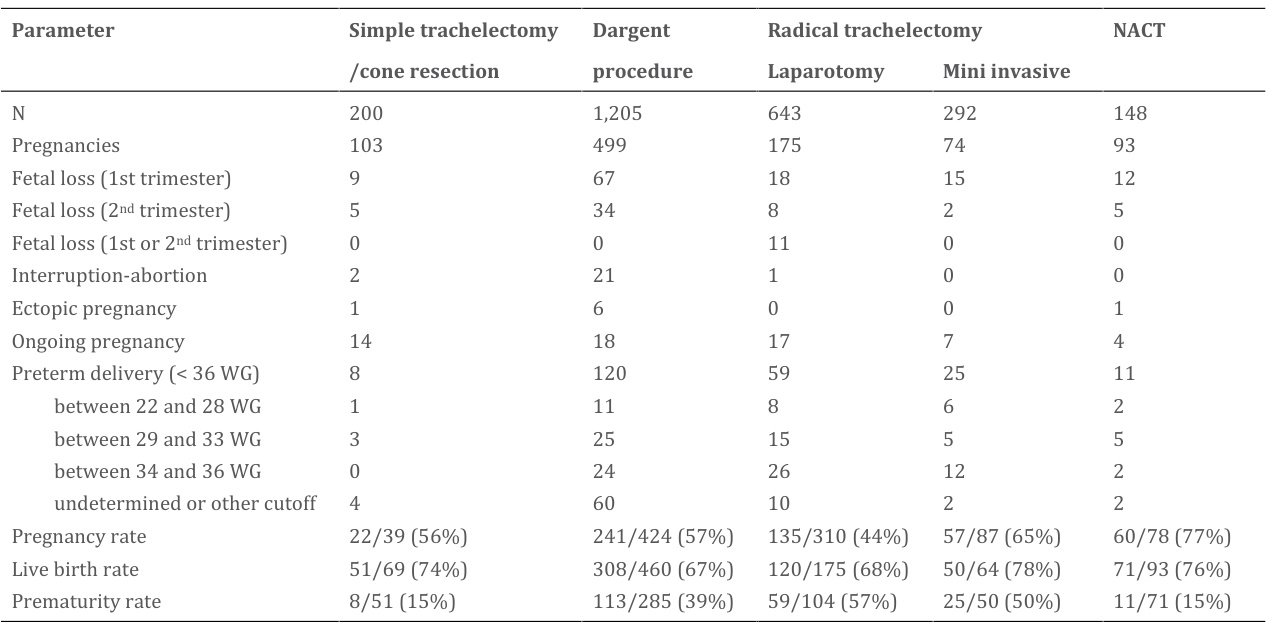 Parameter Simple trachelectomy Dargent Radical trachelectomy NACT
/cone resection procedure Laparotomy Mini invasive
N 200 1,205 643 292 148
Pregnancies 103 499 175 74 93
Fetal loss (1st trimester) 9 67 18 15 12
Fetal loss (2nd trimester) 5 34 8 2 5
Fetal loss (1st or 2nd trimester) 0 0 11 0 0
Interruption-abortion 2 21 1 0 0
Ectopic pregnancy 1 6 0 0 1
Ongoing pregnancy 14 18 17 7 4
Preterm delivery (< 36 WG) 8 120 59 25 11
between 22 and 28 WG 1 11 8 6 2
between 29 and 33 WG 3 25 15 5 5
between 34 and 36 WG 0 24 26 12 2
undetermined or other cutoff 4 60 10 2 2
Pregnancy rate 22/39 (56%) 241/424 (57%) 135/310 (44%) 57/87 (65%) 60/78 (77%)
Live birth rate 51/69 (74%) 308/460 (67%) 120/175 (68%) 50/64 (78%) 71/93 (76%)
Prematurity rate 8/51 (15%) 113/285 (39%) 59/104 (57%) 25/50 (50%) 11/71 (15%)